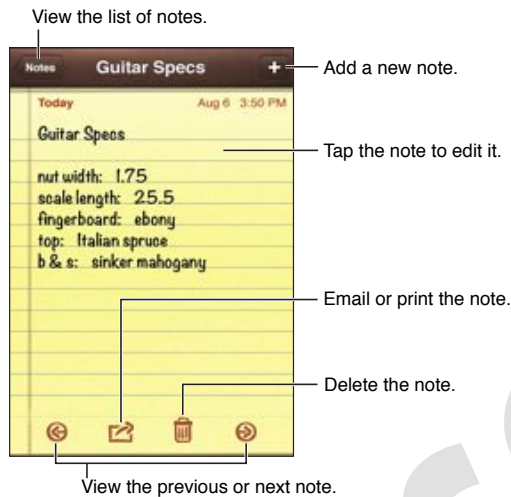 View the list of notes.
Notes Guitar Specs +
Add a new note.
Today Aug 6 3:50 PM
Guitar Specs
Tap the note to edit it.
nut width: 1.75
scale length: 25.5
fingerboard: ebony
top: Italian spruce
b & s: sinker mahogany
Email or print the note.
Delete the note.
View the previous or next note.